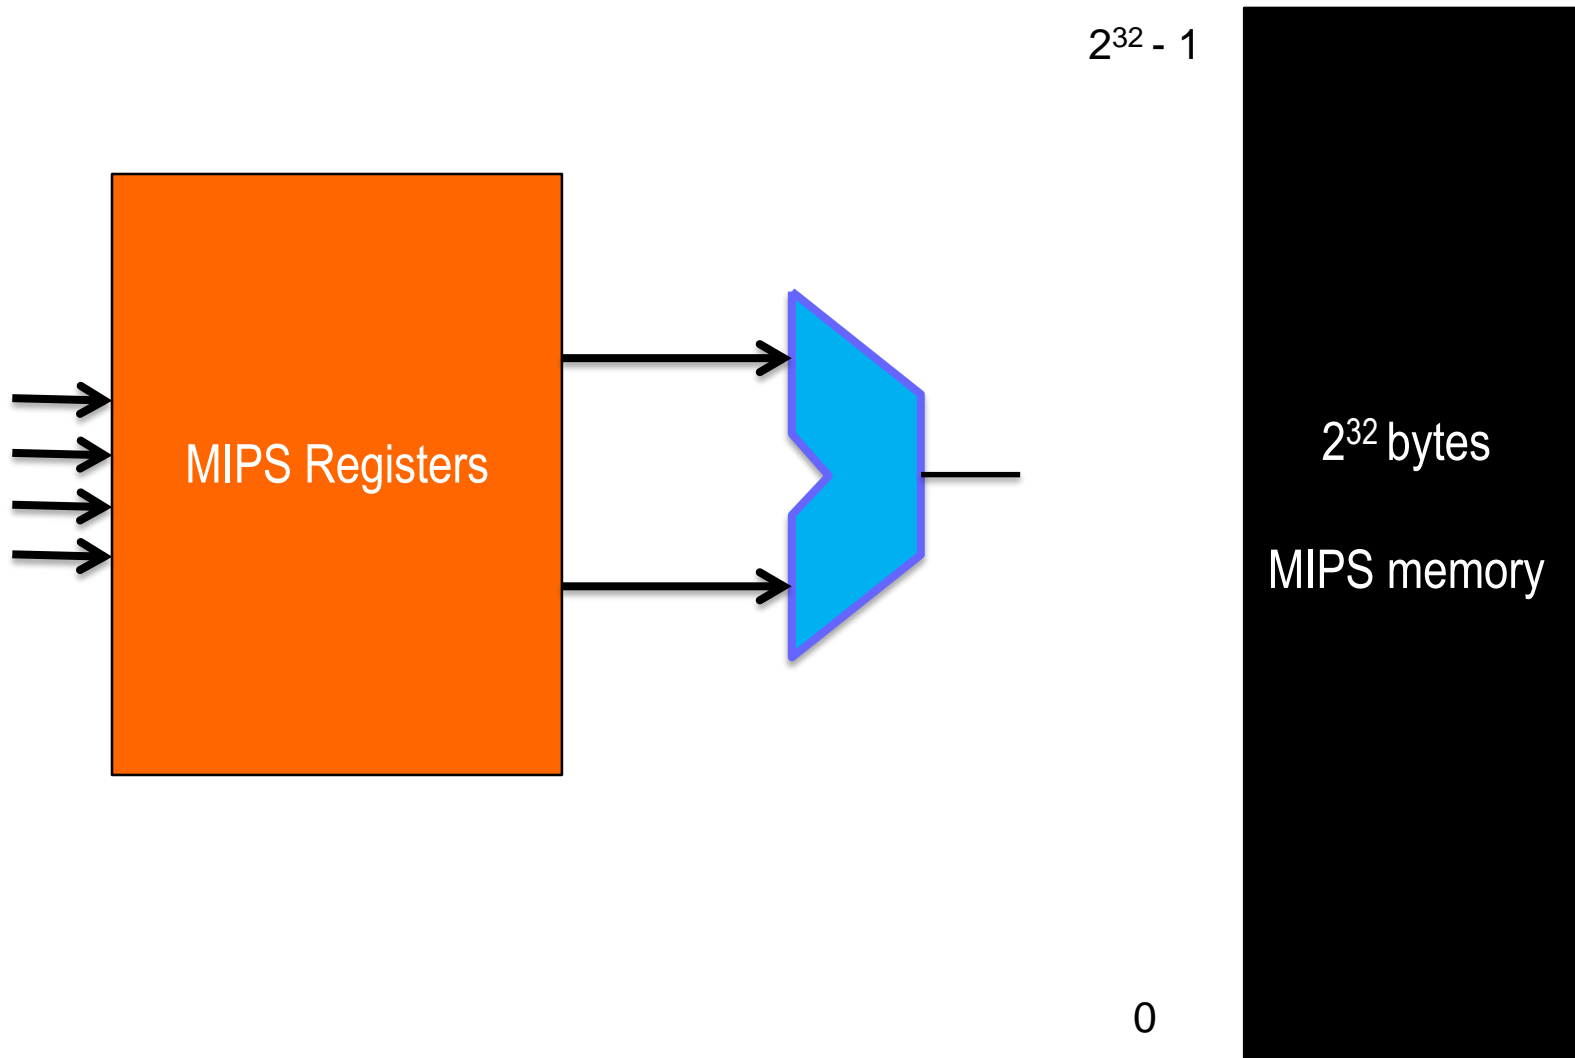 2³² - 1
MIPS Registers
2³² bytes
MIPS memory
0